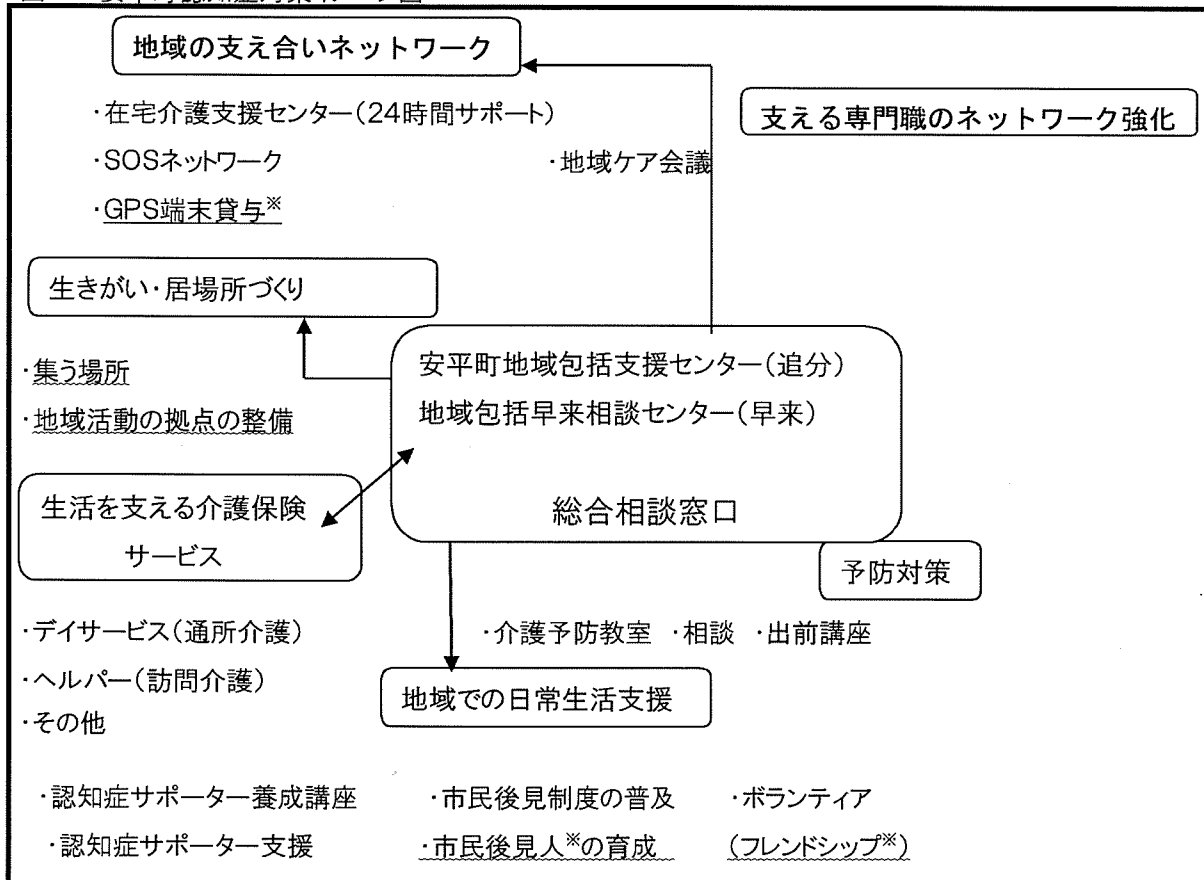 地域の支え合いネットワーク
支える専門職のネットワーク強化
・在宅介護支援センター(24時間サポート)
・SOSネットワーク
・地域ケア会議
・GPS端末貸与※
生きがい・居場所づくり
・集う場所
・地域活動の拠点の整備
安平町地域包括支援センター(追分)
地域包括早来相談センター(早来)
総合相談窓口
生活を支える介護保険
サービス
予防対策
・デイサービス(通所介護)
・ヘルパー(訪問介護)
・その他
・介護予防教室 ・相談 ・出前講座
地域での日常生活支援
・認知症サポーター養成講座 ・市民後見制度の普及 ・ボランティア
・認知症サポーター支援 ・市民後見人※の育成 (フレンドシップ※)